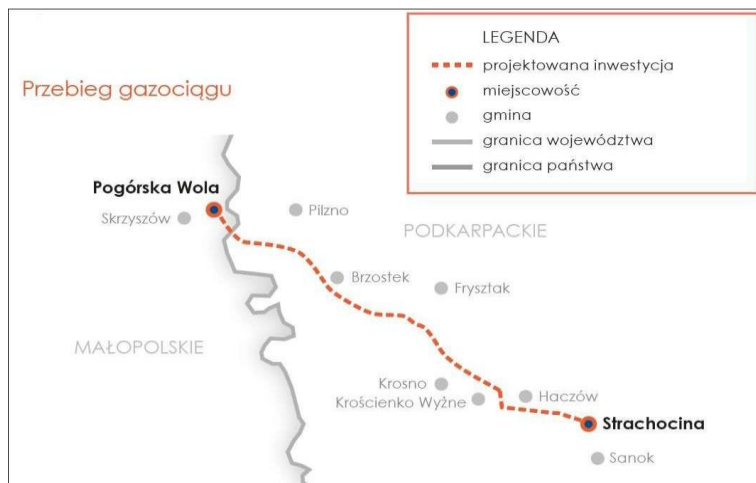 LEGENDA
projektowana inwestycja
miejscowość
gmina
granica województwa
granica państwa
Przebieg gazociągu
Pogórska Wola
Skrzyszów
Pilzno
PODKARPACKIE
Brzostek
Frysztak
MAŁOPOLSKIE
Krosno
Krościenko Wyżne
Haczów
Strachocina
Sanok